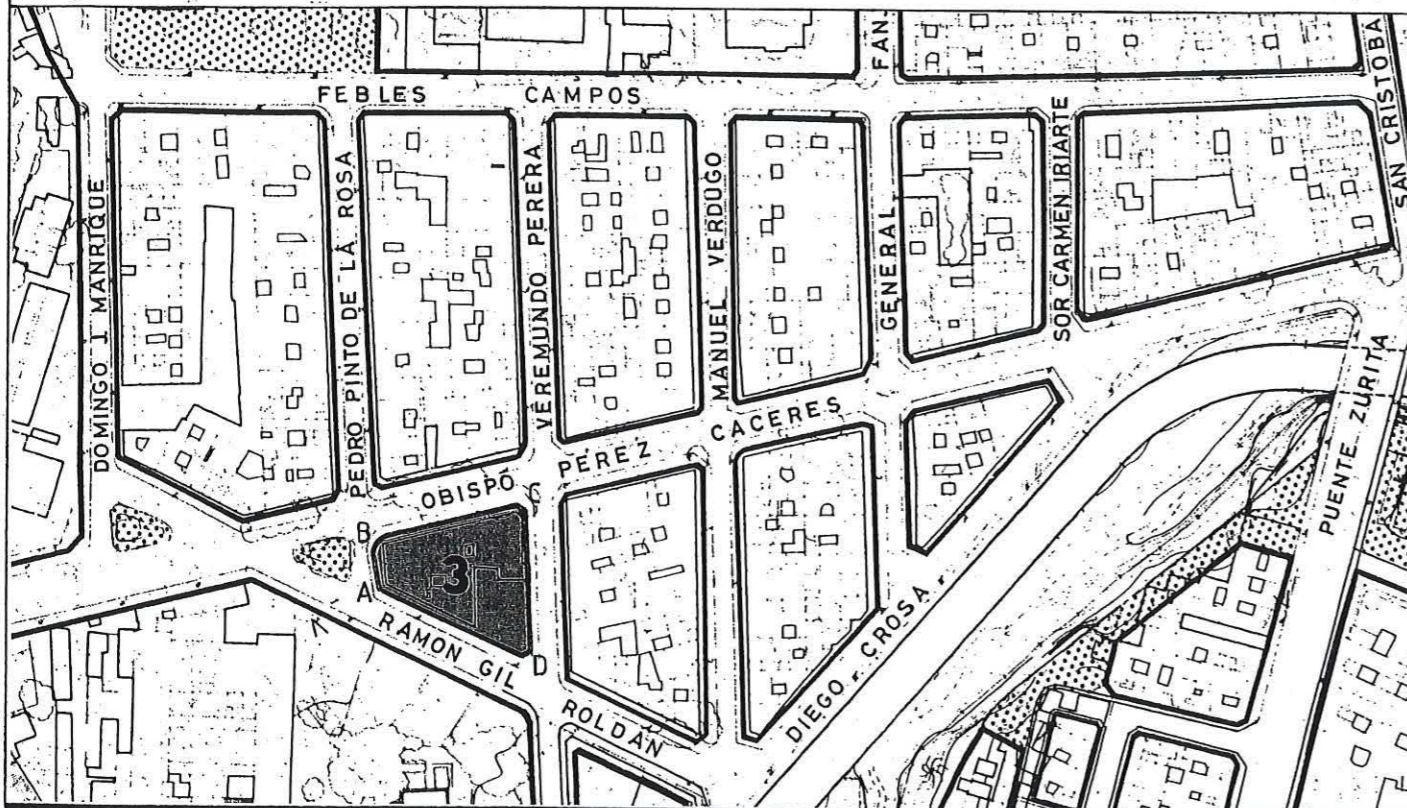 FAN.
SAN CRISTOBA
FEBLES CAMPOS
DOMINGO J MANRIQUE
PEDRO PINTO DE LA ROSA
VEREMUNDO PERERA
MANUEL VERDUGO
GENERAL
SOR CARMEN IRIARTE
OBISPO PEREZ CACERES
PUENTE ZURITA
B
C
3
A
D
RAMON GIL ROLDAN
DIEGO CROSA